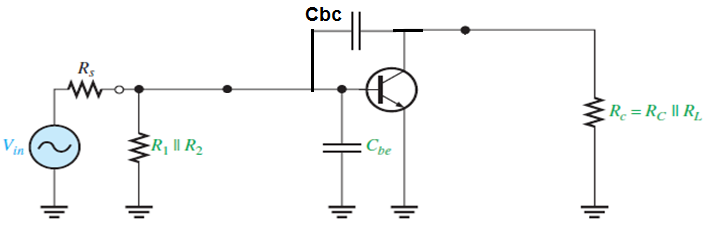 Cbc
Rs
Vin
R1 || R2
Cbe
Rc = RC || RL